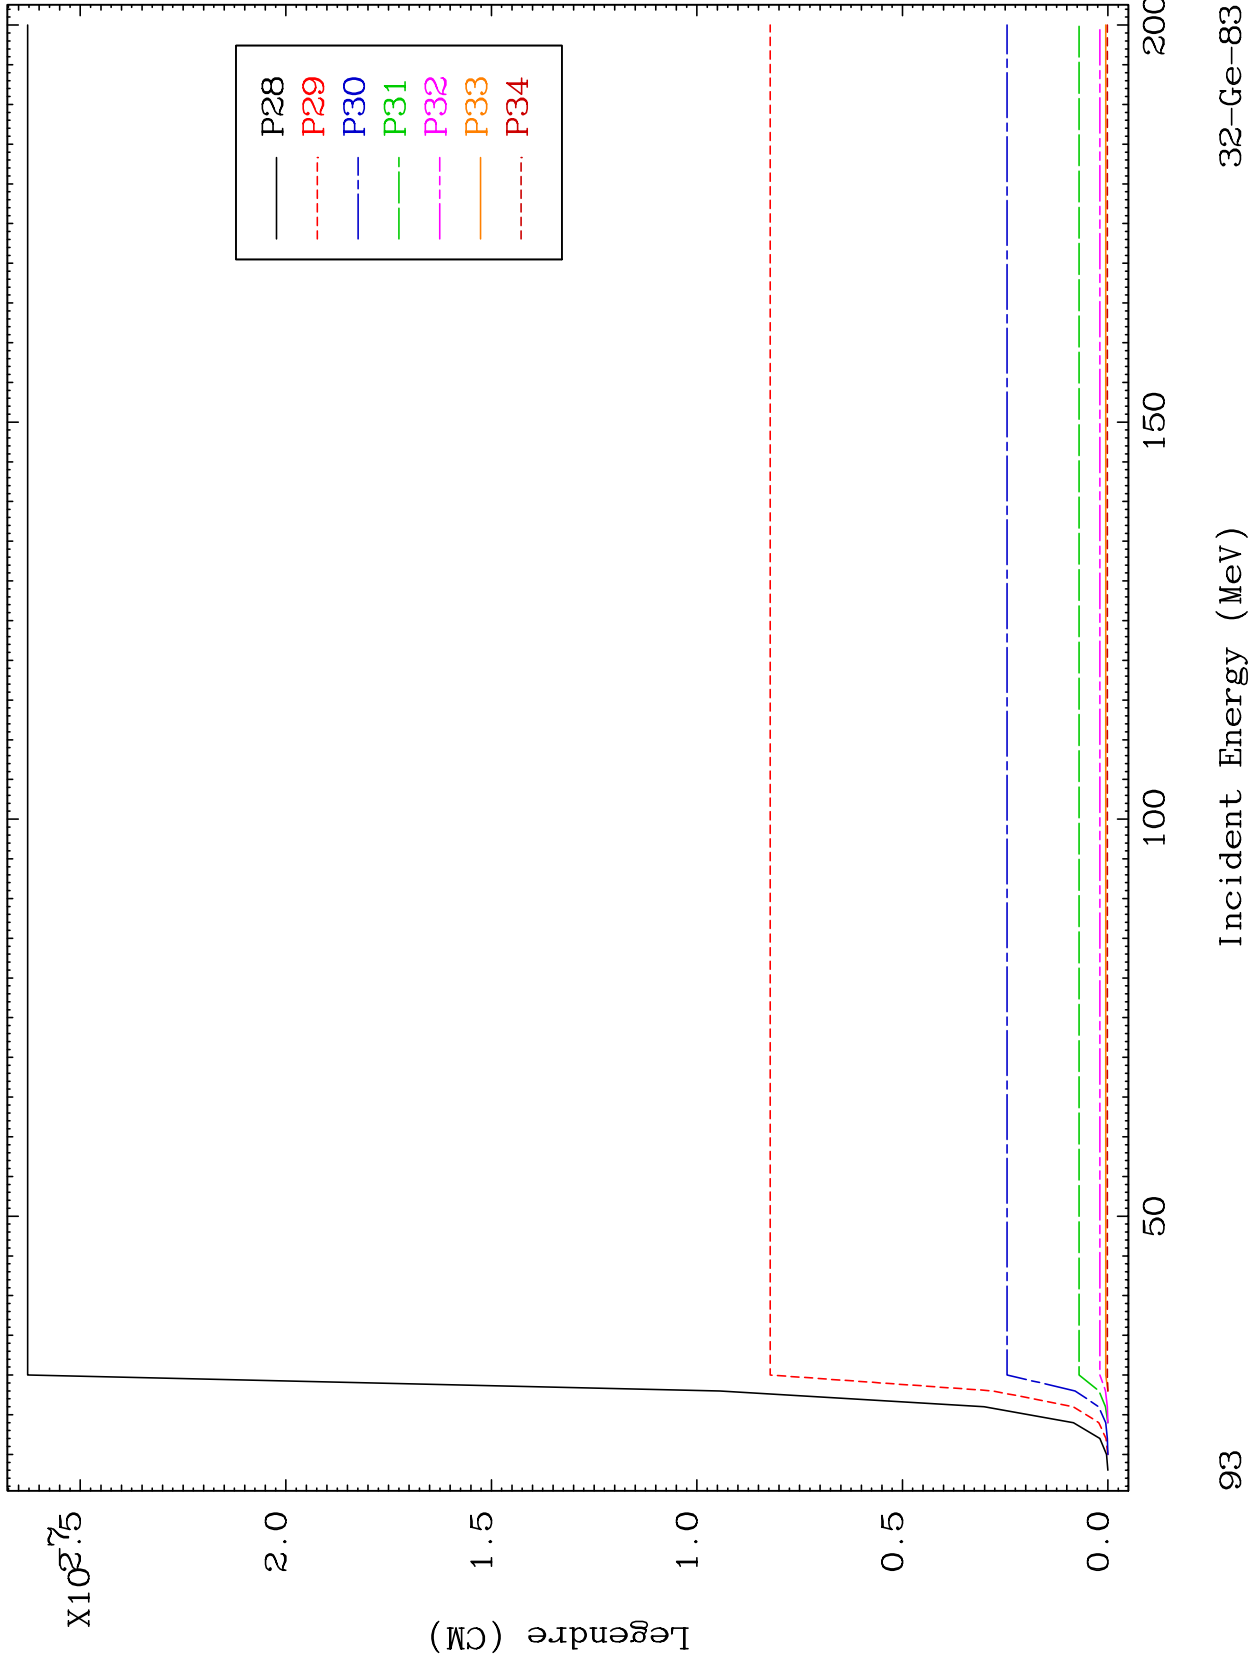 X10-7
2.5
2.0
1.5
1.0
0.5
0.0
Legendre (CM)
P28
P29
P30
P31
P32
P33
P34
50
100
150
200
Incident Energy (MeV)
93
32-Ge-83